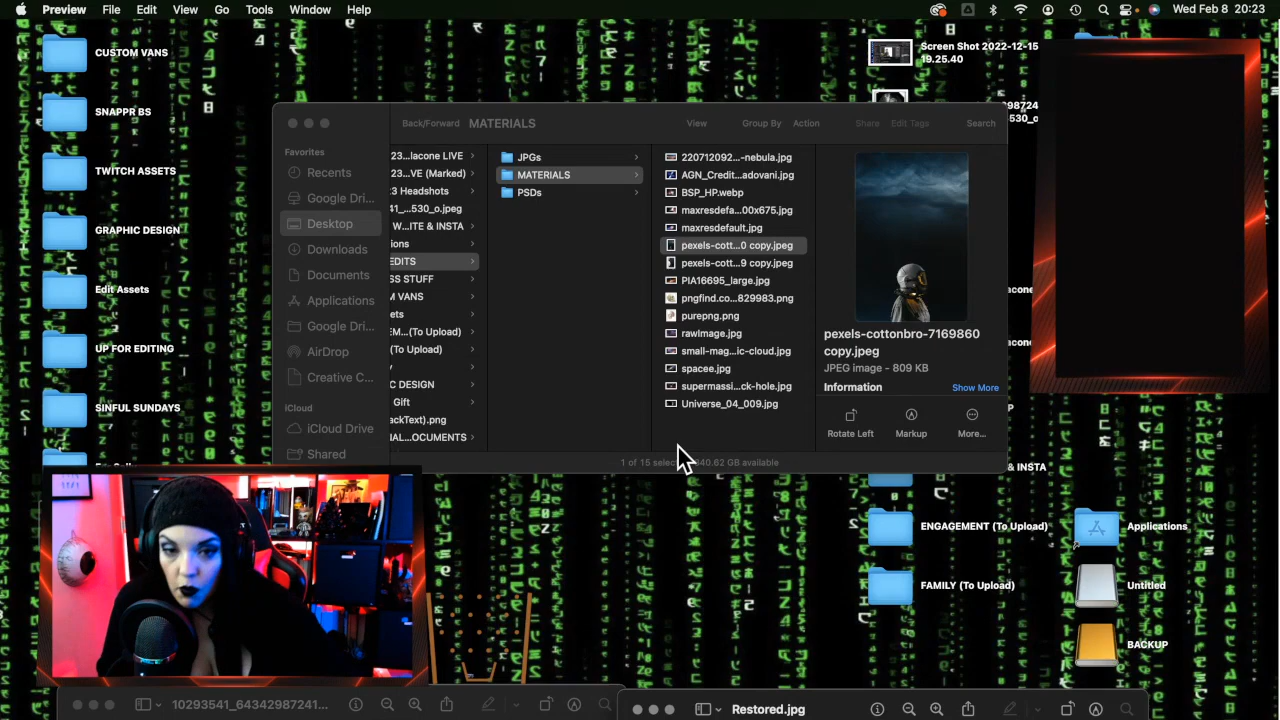 Preview File Edit View Go Tools Window Help
Wed Feb 8 20:23
CUSTOM VANS
SNAPPR BS
TWITCH ASSETS
GRAPHIC DESIGN
Edit Assets
UP FOR EDITING
SINFUL SUNDAYS
Screen Shot 2022-12-15
19.25.40
Back/Forward MATERIALS View Group By Action Share Edit Tags Search
Favorites
Recents
Google Dri...
Desktop
Downloads
Documents
Applications
Google Dri...
AirDrop
Creative C...
iCloud
iCloud Drive
Shared
23...lacone LIVE
23...VE (Marked)
23 Headshots
41_...530_o.jpeg
W...ITE & INSTA
EDITS
SS STUFF
M VANS
EM...(To Upload)
(To Upload)
IC DESIGN
Gift
ackText).png
IAL...OCUMENTS
JPGs
MATERIALS
PSDs
220712092...-nebula.jpg
AGN_Credit...adovani.jpg
BSP_HP.webp
maxresdefa...00x675.jpg
maxresdefault.jpg
pexels-cott...0 copy.jpeg
pexels-cott...9 copy.jpeg
PIA16695_large.jpg
pngfind.co...829983.png
purepng.png
rawImage.jpg
small-mag...ic-cloud.jpg
spacee.jpg
supermassi...ck-hole.jpg
Universe_04_009.jpg
pexels-cottonbro-7169860
copy.jpeg
JPEG image - 809 KB
Information Show More
Rotate Left Markup More...
1 of 15 available
& INSTA
ENGAGEMENT (To Upload)
FAMILY (To Upload)
Applications
Untitled
BACKUP
10293541_64342987241...
Restored.jpg